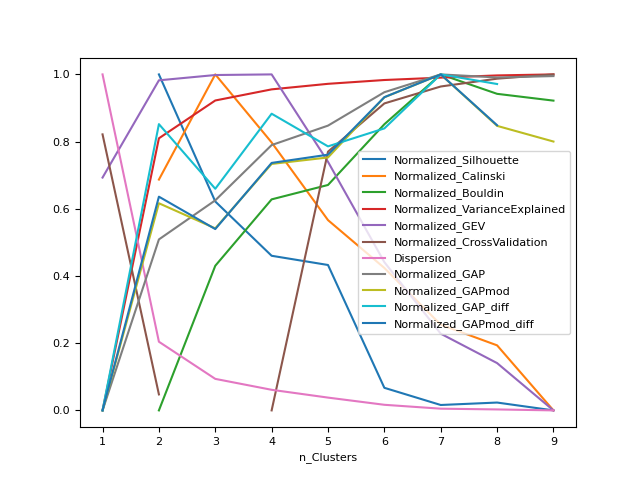 1.0
0.8
0.6
0.4
0.2
0.0
Normalized_Silhouette
Normalized_Calinski
Normalized_Bouldin
Normalized_VarianceExplained
Normalized_GEV
Normalized_CrossValidation
Dispersion
Normalized_GAP
Normalized_GAPmod
Normalized_GAP_diff
Normalized_GAPmod_diff
1 2 3 4 5 6 7 8 9
n_Clusters